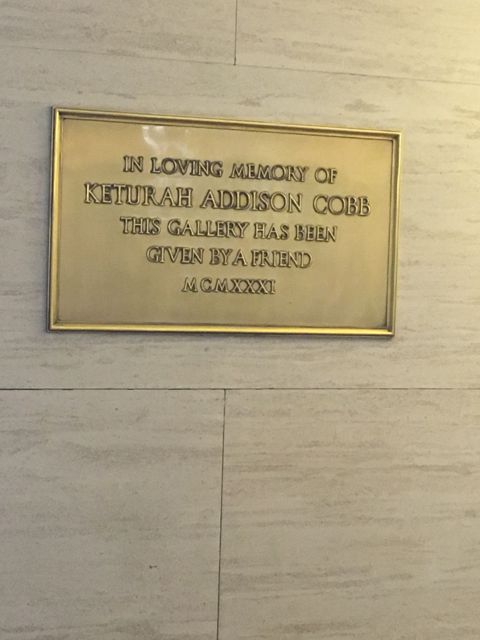 IN LOVING MEMORY OF
KETURAH ADDISON COBB
THIS GALLERY HAS BEEN
GIVEN BY A FRIEND
MCMXXXI